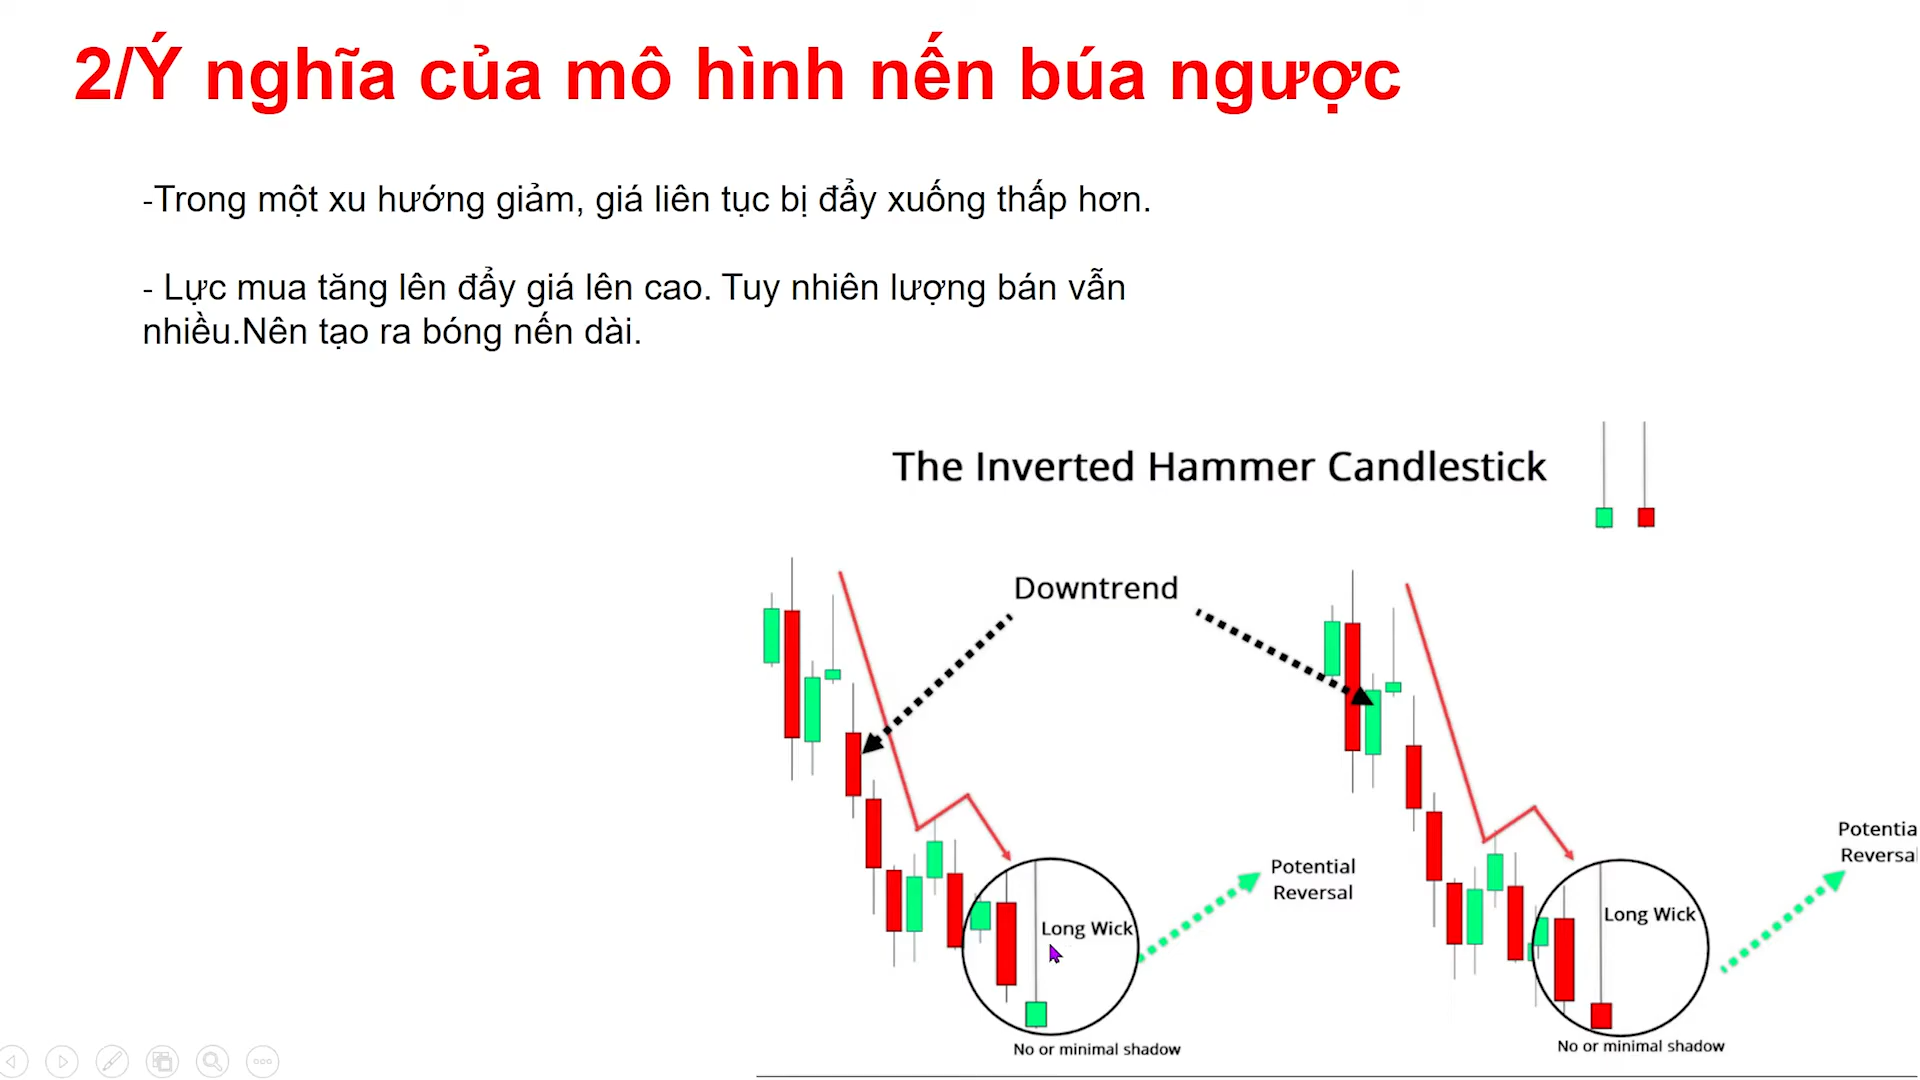 2/Ý nghĩa của mô hình nến búa ngược
-Trong một xu hướng giảm, giá liên tục bị đẩy xuống thấp hơn.
- Lực mua tăng lên đẩy giá lên cao. Tuy nhiên lượng bán vẫn
nhiều.Nên tạo ra bóng nến dài.
The Inverted Hammer Candlestick
Downtrend
Potential
Reversal
Long Wick
No or minimal shadow
Potentia
Reversal
Long Wick
No or minimal shadow